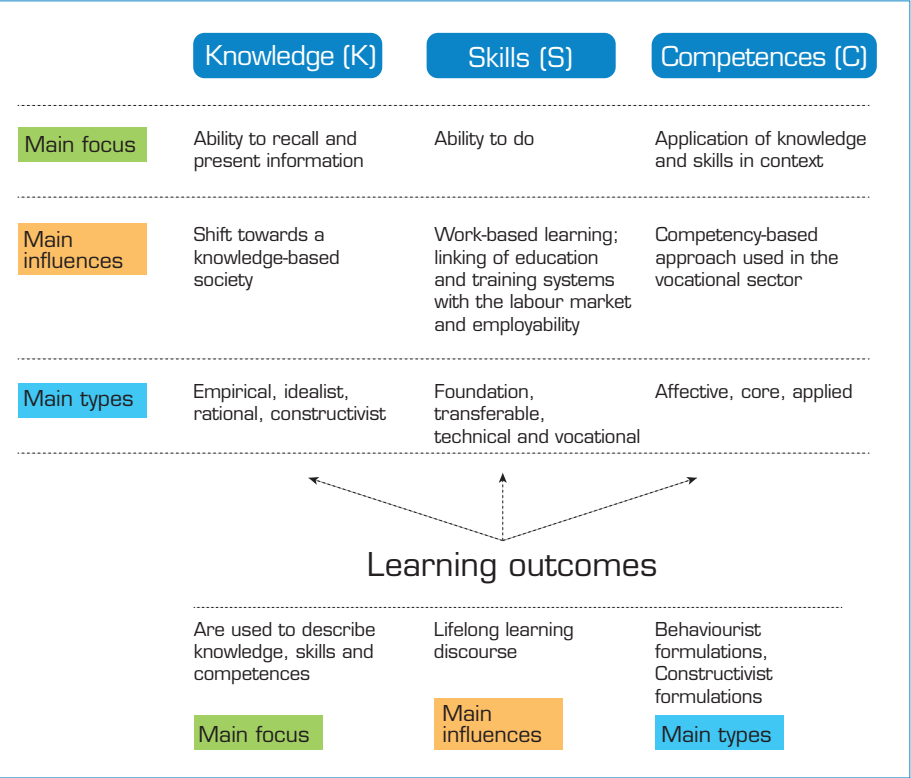 Knowledge (K)
Skills (S)
Competences (C)
Main focus
Ability to recall and
present information
Ability to do
Application of knowledge
and skills in context
Main
influences
Shift towards a
knowledge-based
society
Work-based learning;
linking of education
and training systems
with the labour market
and employability
Competency-based
approach used in the
vocational sector
Main types
Empirical, idealist,
rational, constructivist
Foundation,
transferable,
technical and vocational
Affective, core, applied
Learning outcomes
Are used to describe
knowledge, skills and
competences
Main focus
Lifelong learning
discourse
Main
influences
Behaviourist
formulations,
Constructivist
formulations
Main types